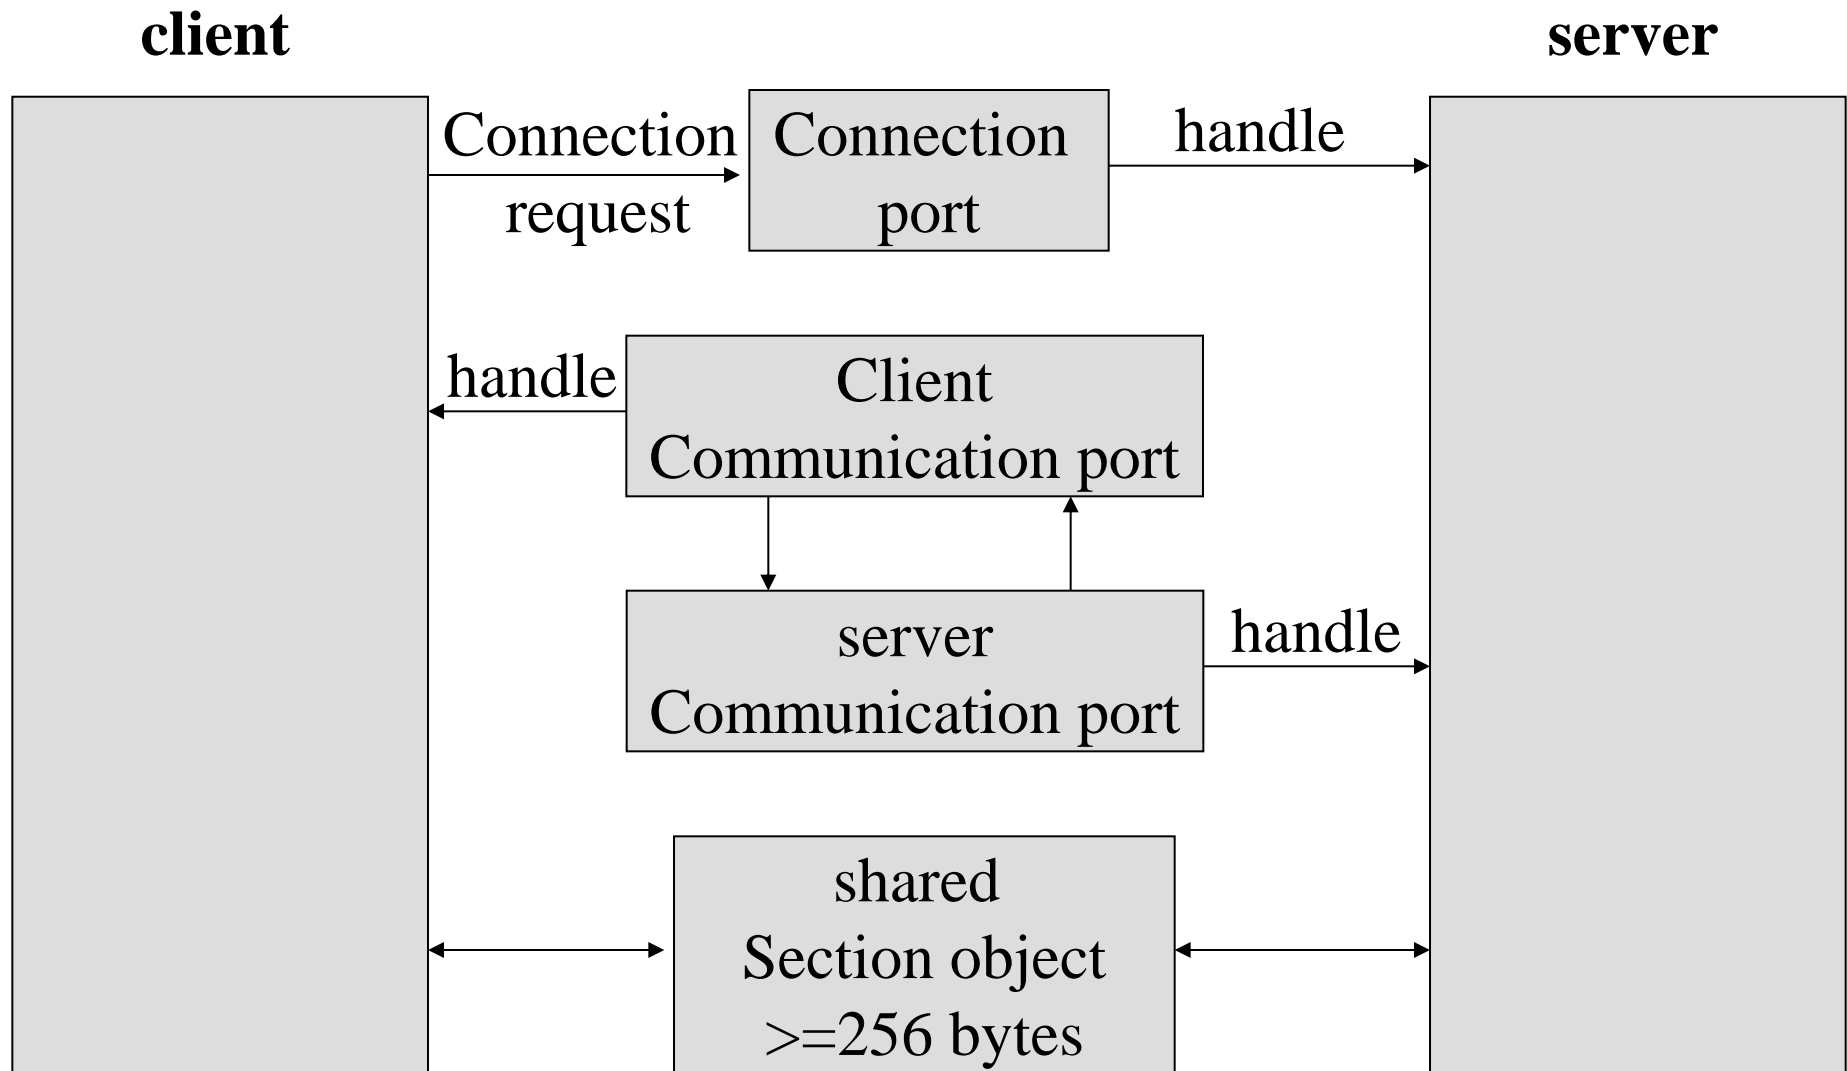 client
server
Connection
request
Connection
port
handle
handle
Client
Communication port
server
Communication port
handle
shared
Section object
>=256 bytes